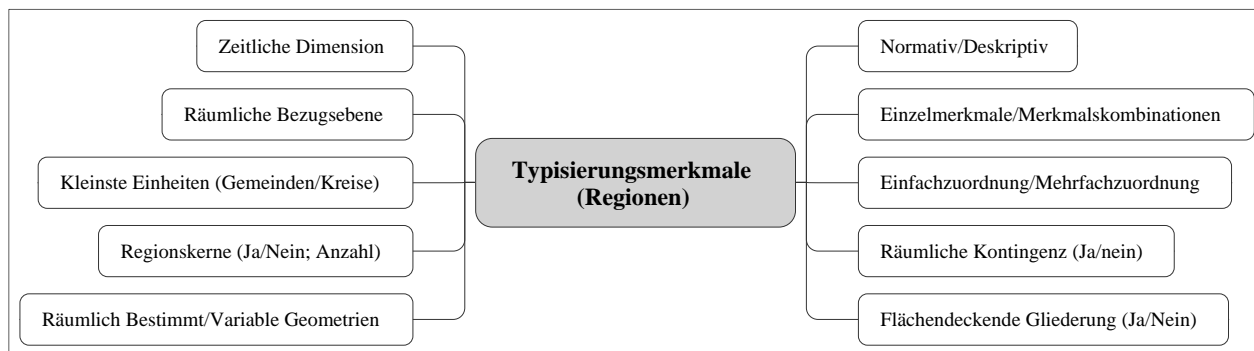 Zeitliche Dimension
Räumliche Bezugsebene
Kleinste Einheiten (Gemeinden/Kreise)
Regionskerne (Ja/Nein; Anzahl)
Räumlich Bestimmt/Variable Geometrien
Typisierungsmerkmale
(Regionen)
Normativ/Deskriptiv
Einzelmerkmale/Merkmalskombinationen
Einfachzuordnung/Mehrfachzuordnung
Räumliche Kontingenz (Ja/nein)
Flächendeckende Gliederung (Ja/Nein)